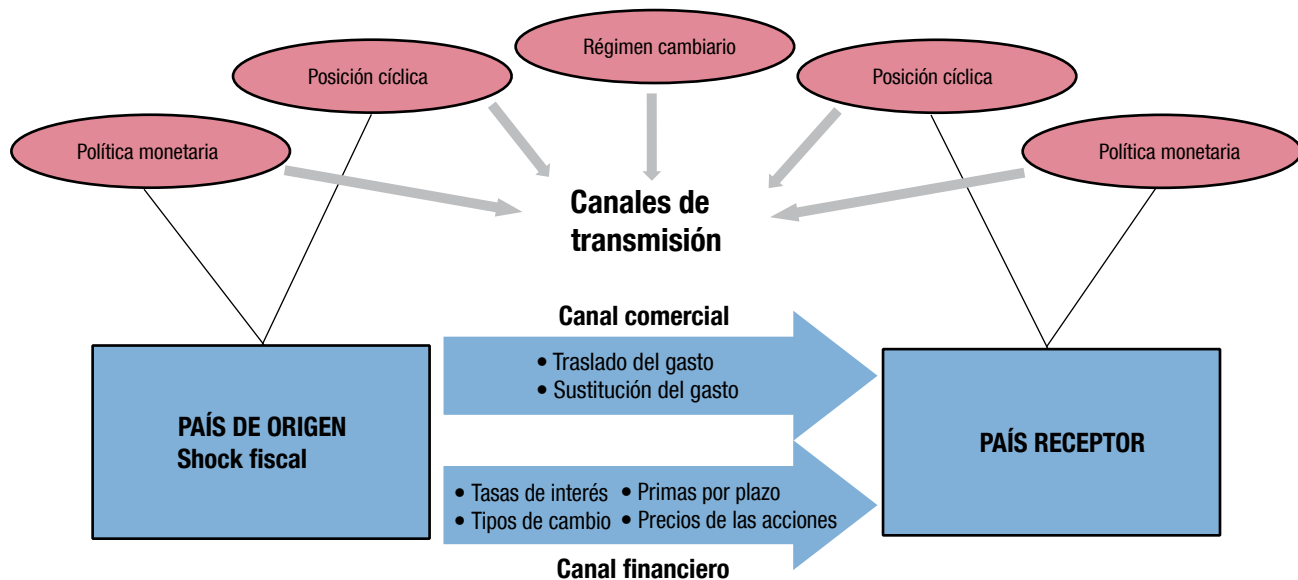 Régimen cambiario
Posición cíclica
Posición cíclica
Política monetaria
Política monetaria
Canales de
transmisión
Canal comercial
• Traslado del gasto
• Sustitución del gasto
PAÍS DE ORIGEN
Shock fiscal
PAÍS RECEPTOR
• Tasas de interés • Primas por plazo
• Tipos de cambio • Precios de las acciones
Canal financiero